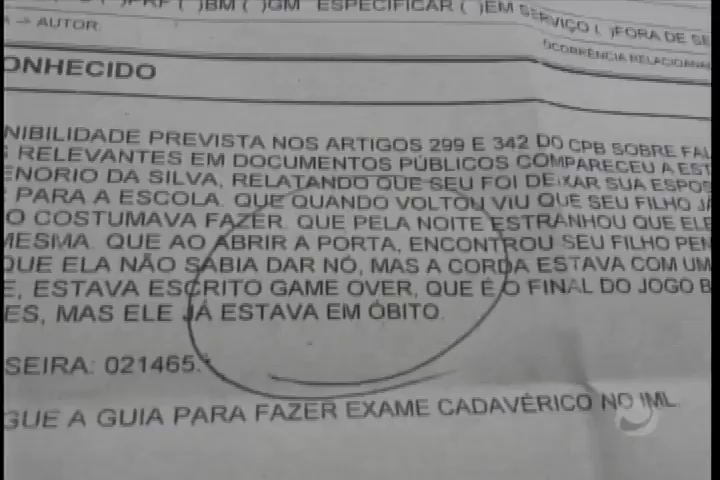 ( )BM ( )GM ESPECIFICAR ( )EM SERVIÇO ( )FORA DE SE
A -> AUTOR
OCORRÊNCIA RELACIONA
ONHECIDO
NIBILIDADE PREVISTA NOS ARTIGOS 299 E 342 DO CPB SOBRE FAL
S RELEVANTES EM DOCUMENTOS PÚBLICOS COMPARECEU A EST
ENORIO DA SILVA, RELATANDO QUE SEU FOI DEIXAR SUA ESPOS
PARA A ESCOLA. QUE QUANDO VOLTOU VIU QUE SEU FILHO JÁ
O COSTUMAVA FAZER. QUE PELA NOITE ESTRANHOU QUE ELE
MESMA. QUE AO ABRIR A PORTA, ENCONTROU SEU FILHO PEN
QUE ELA NÃO SABIA DAR NÓ, MAS A CORDA ESTAVA COM UM
E, ESTAVA ESCRITO GAME OVER, QUE É O FINAL DO JOGO B
ES, MAS ELE JÁ ESTAVA EM ÓBITO.
SEIRA: 021465.
GUE A GUIA PARA FAZER EXAME CADAVÉRICO NO IML.